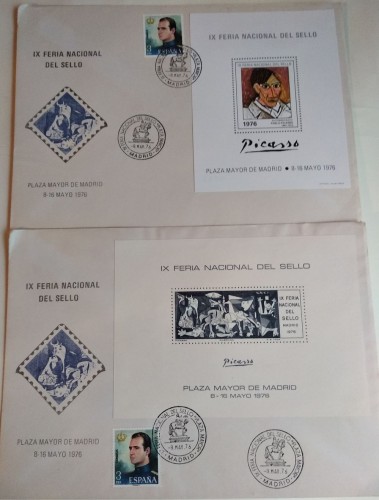 IX FERIA NACIONAL
DEL SELLO
PLAZA MAYOR DE MADRID
8-16 MAYO 1976
ESPAÑA
MADRID
IX FERIA NACIONAL DEL SELLO
1976
Picasso
PLAZA MAYOR DE MADRID • 8-16 MAYO 1976
IX FERIA NACIONAL
DEL SELLO
PLAZA MAYOR DE MADRID
8-16 MAYO 1976
IX FERIA NACIONAL DEL SELLO
IX FERIA
NACIONAL
DEL SELLO
MADRID
1976
Picasso
PLAZA MAYOR DE MADRID
8-16 MAYO 1976
ESPAÑA
MADRID
MADRID